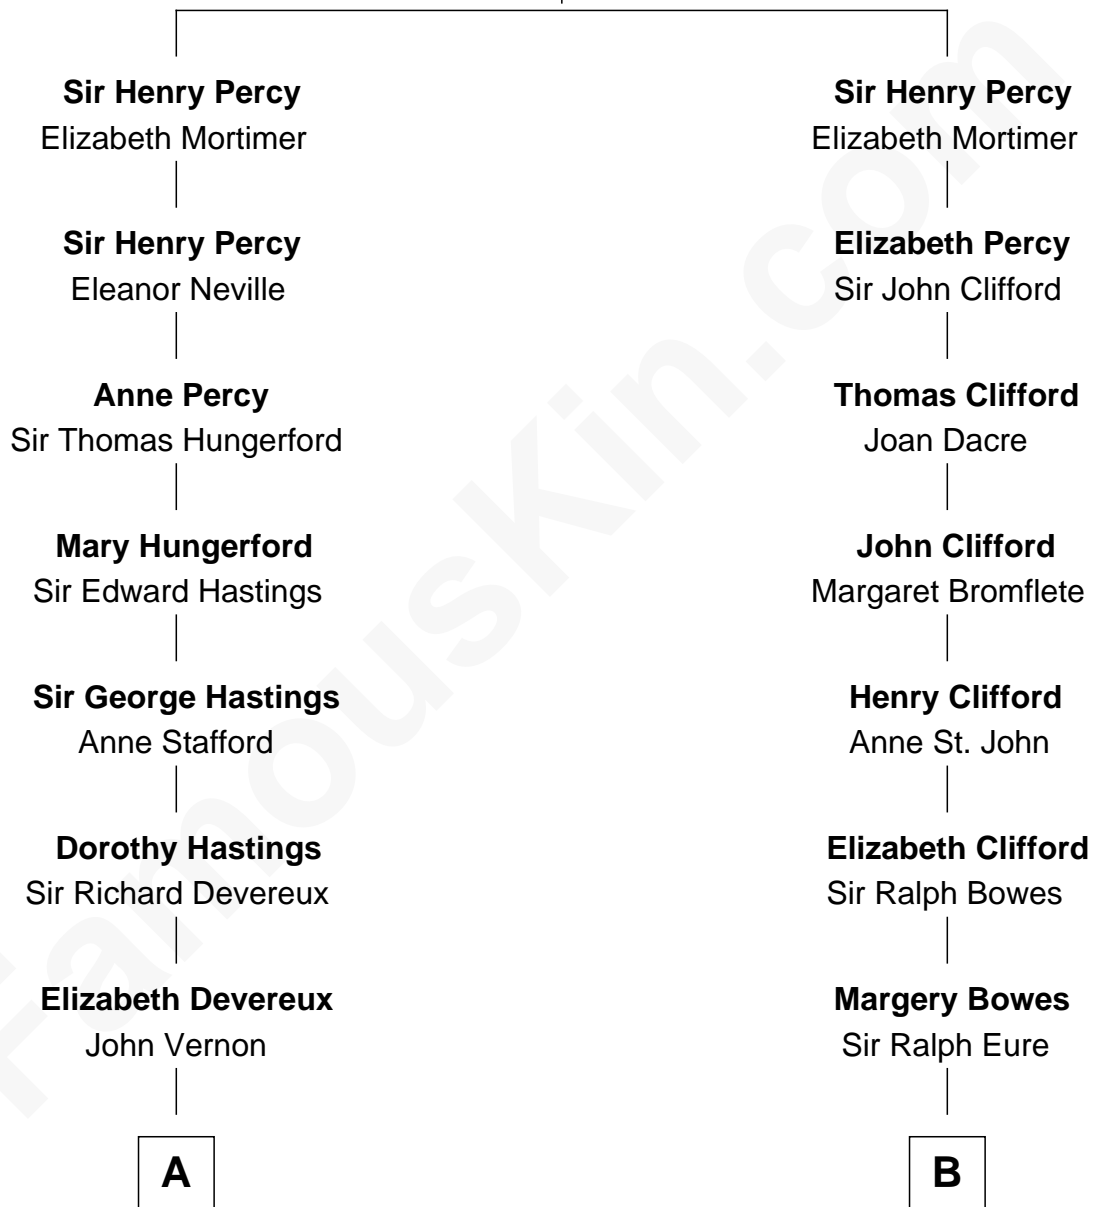 Sir Henry Percy
Elizabeth Mortimer
Sir Henry Percy
Eleanor Neville
Anne Percy
Sir Thomas Hungerford
Mary Hungerford
Sir Edward Hastings
Sir George Hastings
Anne Stafford
Dorothy Hastings
Sir Richard Devereux
Elizabeth Devereux
John Vernon
A
Sir Henry Percy
Elizabeth Mortimer
Elizabeth Percy
Sir John Clifford
Thomas Clifford
Joan Dacre
John Clifford
Margaret Bromflete
Henry Clifford
Anne St. John
Elizabeth Clifford
Sir Ralph Bowes
Margery Bowes
Sir Ralph Eure
B
FamousKin.com